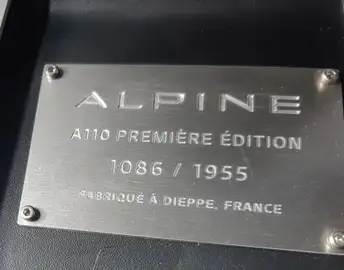 ALPINE
A110 PREMIÈRE ÉDITION
1086 / 1955
FABRIQUÉ À DIEPPE, FRANCE